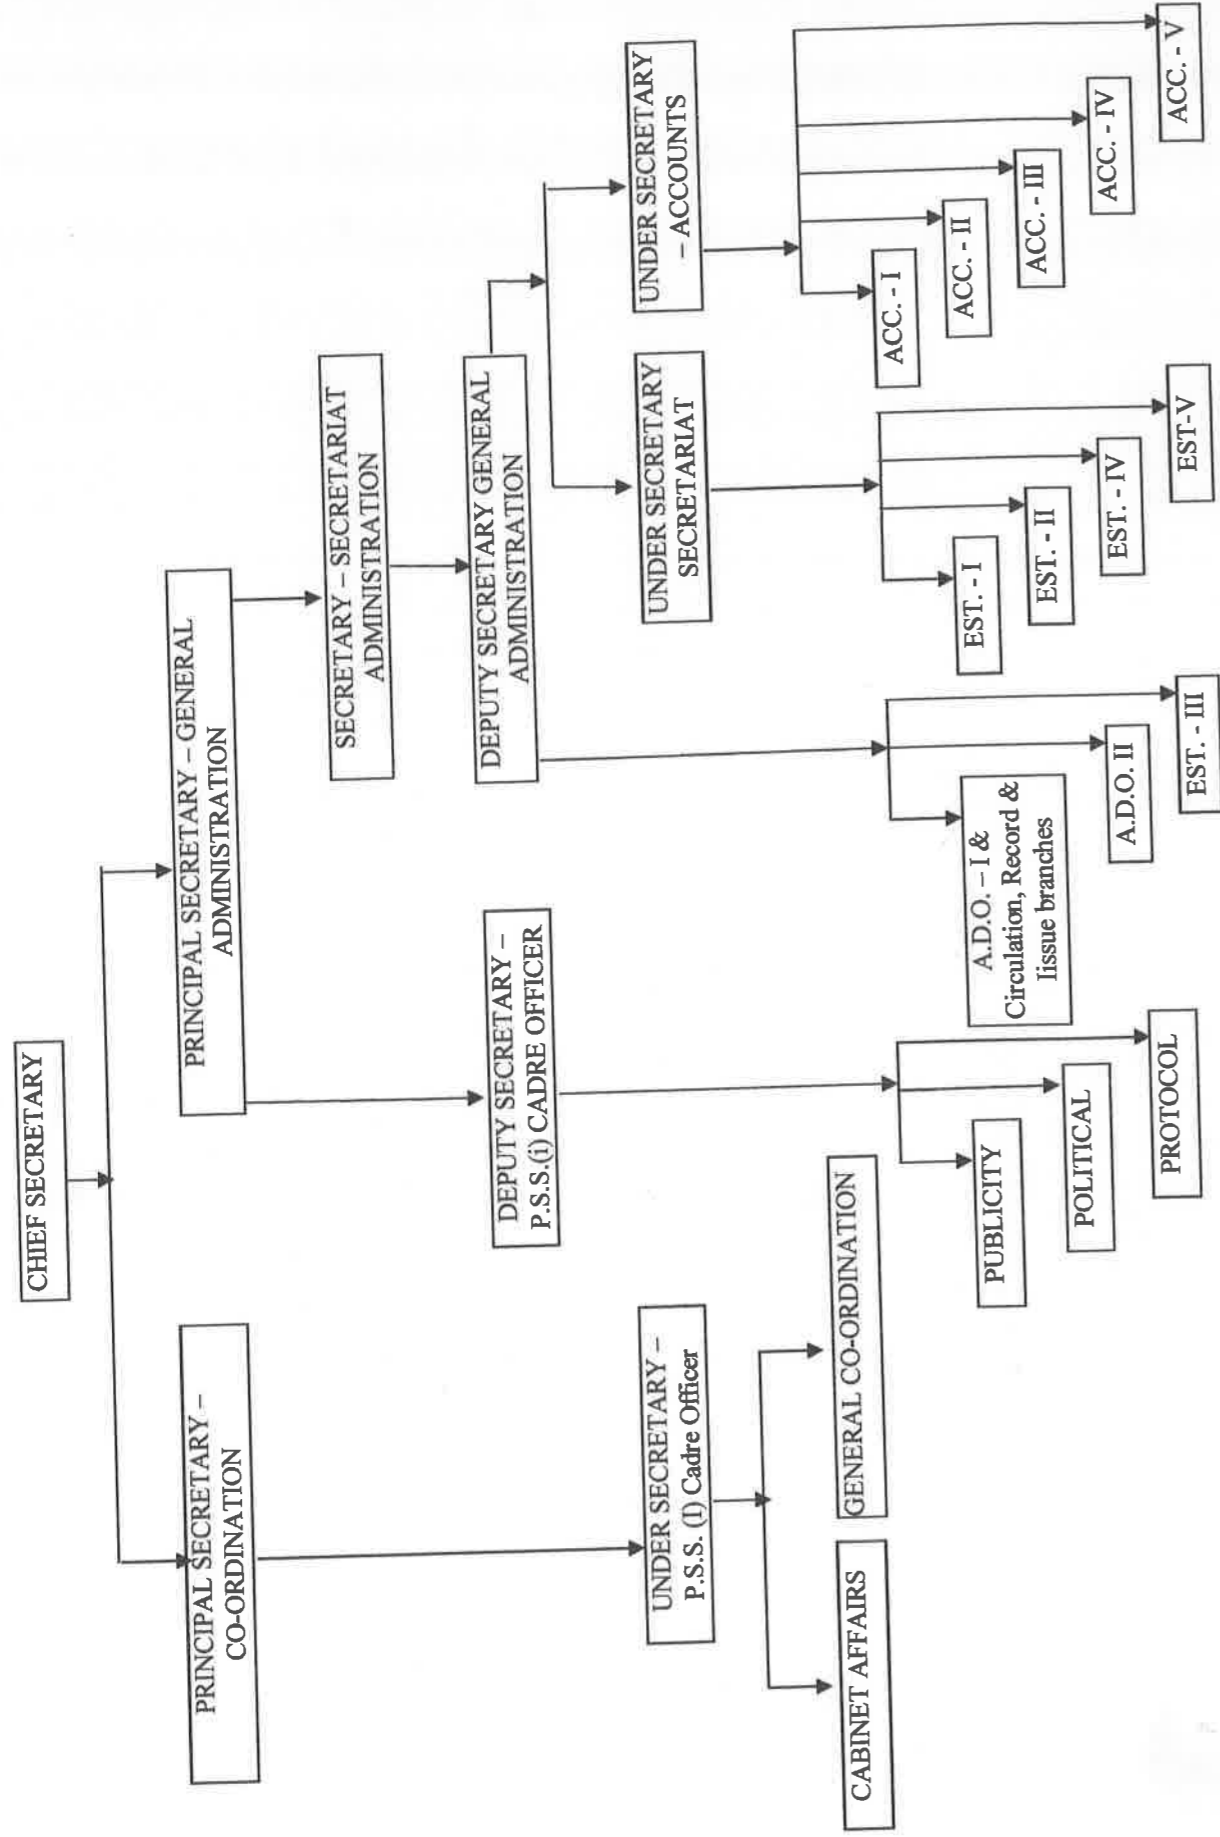 CHIEF SECRETARY
PRINCIPAL SECRETARY –
CO-ORDINATION
PRINCIPAL SECRETARY – GENERAL
ADMINISTRATION
SECRETARY – SECRETARIAT
ADMINISTRATION
DEPUTY SECRETARY –
P.S.S.(i) CADRE OFFICER
DEPUTY SECRETARY GENERAL
ADMINISTRATION
UNDER SECRETARY –
P.S.S. (I) Cadre Officer
UNDER SECRETARY
SECRETARIAT
UNDER SECRETARY
– ACCOUNTS
CABINET AFFAIRS
GENERAL CO-ORDINATION
PUBLICITY
POLITICAL
PROTOCOL
A.D.O. – I &
Circulation, Record &
Iissue branches
A.D.O. II
EST. - III
EST. - I
EST. - II
EST. - IV
EST-V
ACC. - I
ACC. - II
ACC. - III
ACC. - IV
ACC. - V